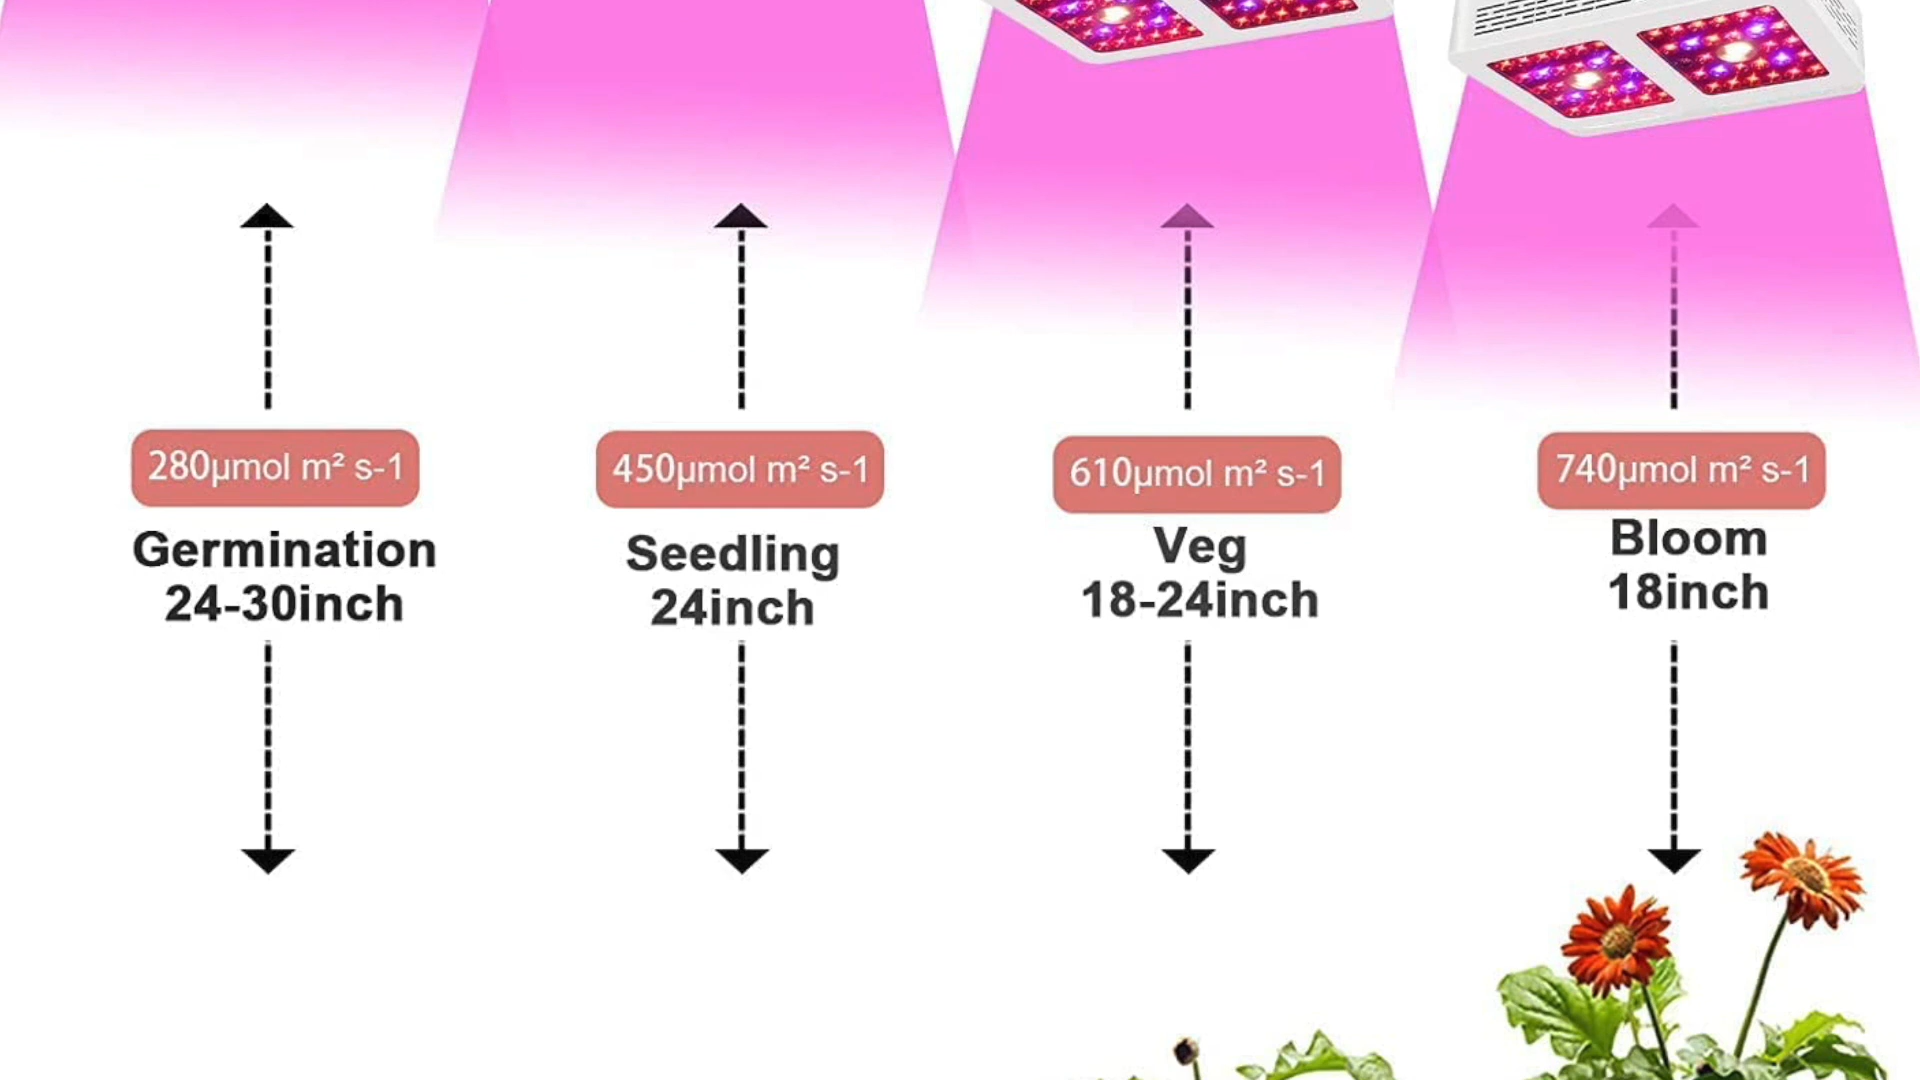 280µmol m² s-1
Germination
24-30inch
450µmol m² s-1
Seedling
24inch
610µmol m² s-1
Veg
18-24inch
740µmol m² s-1
Bloom
18inch